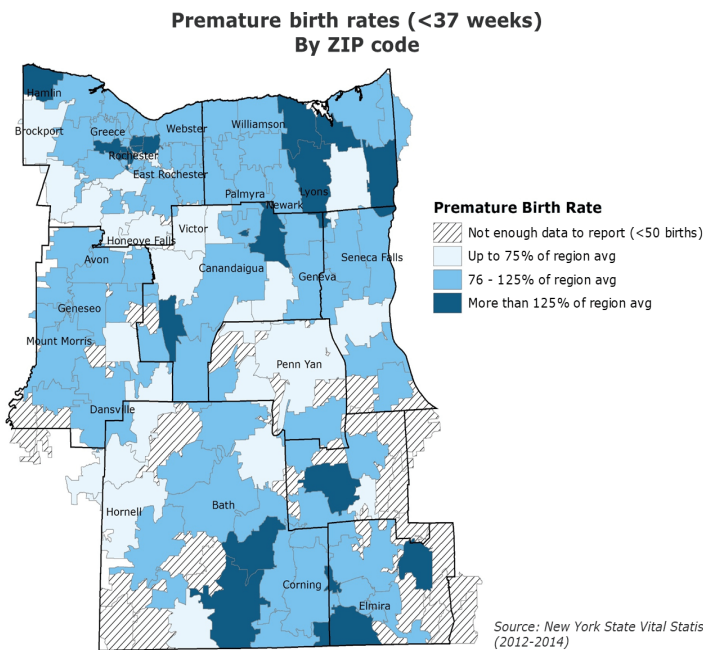 Premature birth rates (<37 weeks)
By ZIP code
Hamlin
Brockport
Greece
Webster
Williamson
Rochester
East Rochester
Palmyra
Lyons
Newark
Victor
Honeoye Falls
Avon
Canandaigua
Seneca Falls
Geneva
Geneseo
Mount Morris
Penn Yan
Dansville
Hornell
Bath
Corning
Elmira
Premature Birth Rate
Not enough data to report (<50 births)
Up to 75% of region avg
76 - 125% of region avg
More than 125% of region avg
Source: New York State Vital Statis
(2012-2014)